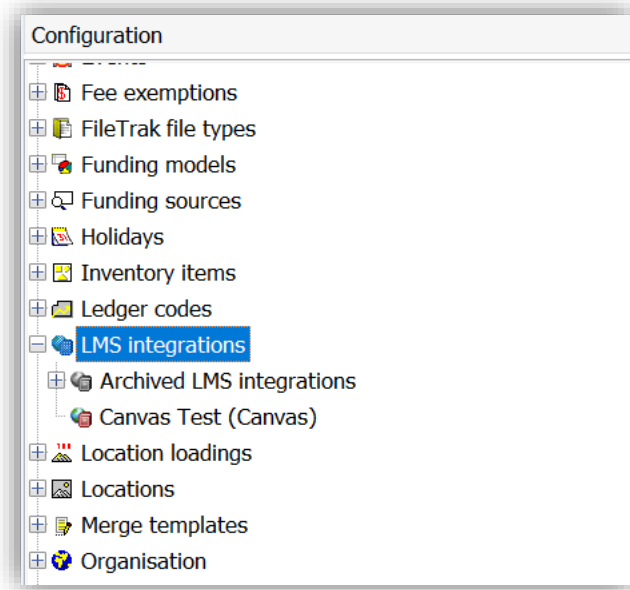 Configuration
Fee exemptions
FileTrak file types
Funding models
Funding sources
Holidays
Inventory items
Ledger codes
LMS integrations
Archived LMS integrations
Canvas Test (Canvas)
Location loadings
Locations
Merge templates
Organisation